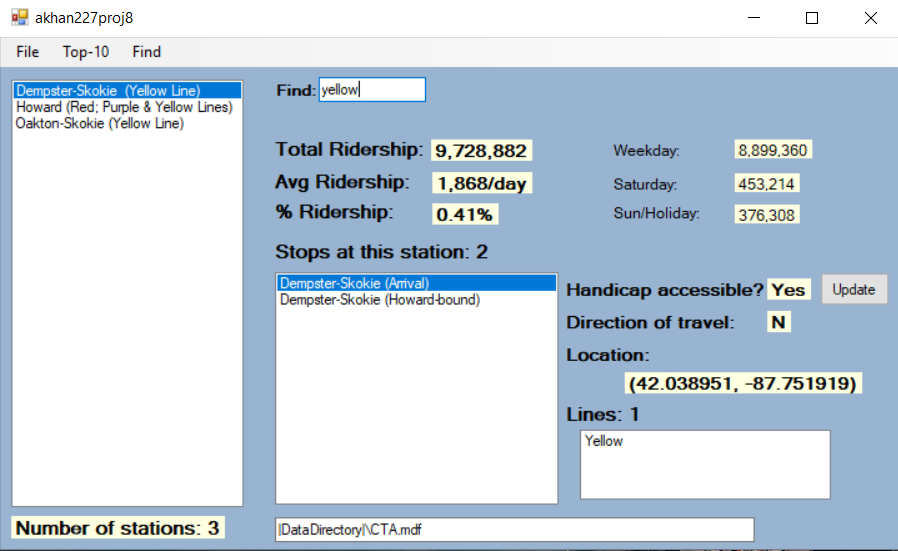 akhan227proj8
File Top-10 Find
Dempster-Skokie (Yellow Line)
Howard (Red; Purple & Yellow Lines)
Oakton-Skokie (Yellow Line)
Number of stations: 3
Find: yellow
Total Ridership: 9,728,882
Avg Ridership: 1,868/day
% Ridership: 0.41%
Weekday: 8,899,360
Saturday: 453,214
Sun/Holiday: 376,308
Stops at this station: 2
Dempster-Skokie (Arrival)
Dempster-Skokie (Howard-bound)
Handicap accessible? Yes Update
Direction of travel: N
Location:
(42.038951, -87.751919)
Lines: 1
Yellow
|DataDirectory|\CTA.mdf